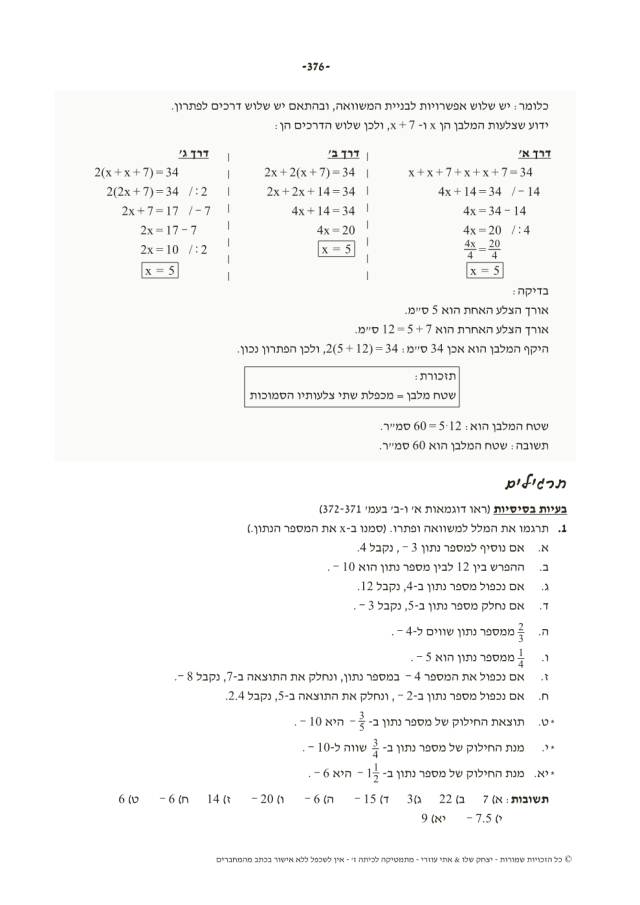 -376-
כלומר: יש שלוש אפשרויות לבניית המשוואה, ובהתאם יש שלוש דרכים לפתרון.
ידוע שצלעות המלבן הן x ו- x + 7, ולכן שלוש הדרכים הן:
דרך א'
x + x + 7 + x + x + 7 = 34
4x + 14 = 34 / − 14
4x = 34 − 14
4x = 20 /: 4
4x/4 = 20/4
x = 5
דרך ב'
2x + 2(x + 7) = 34
2x + 2x + 14 = 34
4x + 14 = 34
4x = 20
x = 5
דרך ג'
2(x + x + 7) = 34
2(2x + 7) = 34 /: 2
2x + 7 = 17 / − 7
2x = 17 − 7
2x = 10 /: 2
x = 5
בדיקה:
אורך הצלע האחת הוא 5 ס"מ.
אורך הצלע האחרת הוא 12 = 5 + 7 ס"מ.
היקף המלבן הוא אכן 34 ס"מ: 2(5 + 12) = 34, ולכן הפתרון נכון.
תזכורת:
שטח מלבן = מכפלת שתי צלעותיו הסמוכות
שטח המלבן הוא: 5·12 = 60 סמ"ר.
תשובה: שטח המלבן הוא 60 סמ"ר.
תרגילים
בעיות בסיסיות (ראו דוגמאות א' ו-ב' בעמ' 372-371)
1. תרגמו את המלל למשוואה ופתרו. (סמנו ב-x את המספר הנתון.)
א. אם נוסיף למספר נתון 3 −, נקבל 4.
ב. ההפרש בין 12 לבין מספר נתון הוא 10 −.
ג. אם נכפול מספר נתון ב-4, נקבל 12.
ד. אם נחלק מספר נתון ב-5, נקבל 3 −.
ה. 2/3 ממספר נתון שווים ל-4 −.
ו. 1/4 ממספר נתון הוא 5 −.
ז. אם נכפול את המספר 4 − במספר נתון, ונחלק את התוצאה ב-7, נקבל 8 −.
ח. אם נכפול מספר נתון ב-2 −, ונחלק את התוצאה ב-5, נקבל 2.4.
*ט. תוצאת החילוק של מספר נתון ב- 3/5 − היא 10 −.
*י. מנת החילוק של מספר נתון ב- 3/4 שווה ל-10 −.
*יא. מנת החילוק של מספר נתון ב- 1 1/2 − היא 6 −.
תשובות: א) 7 ב) 22 ג) 3 ד) 15 − ה) 6 − ו) 20 − ז) 14 ח) 6 − ט) 6
י) 7.5 − יא) 9
© כל הזכויות שמורות - יצחק שלו & אתי עוזרי - מתמטיקה לכיתה ז' - אין לשכפל ללא אישור בכתב מהמחברים